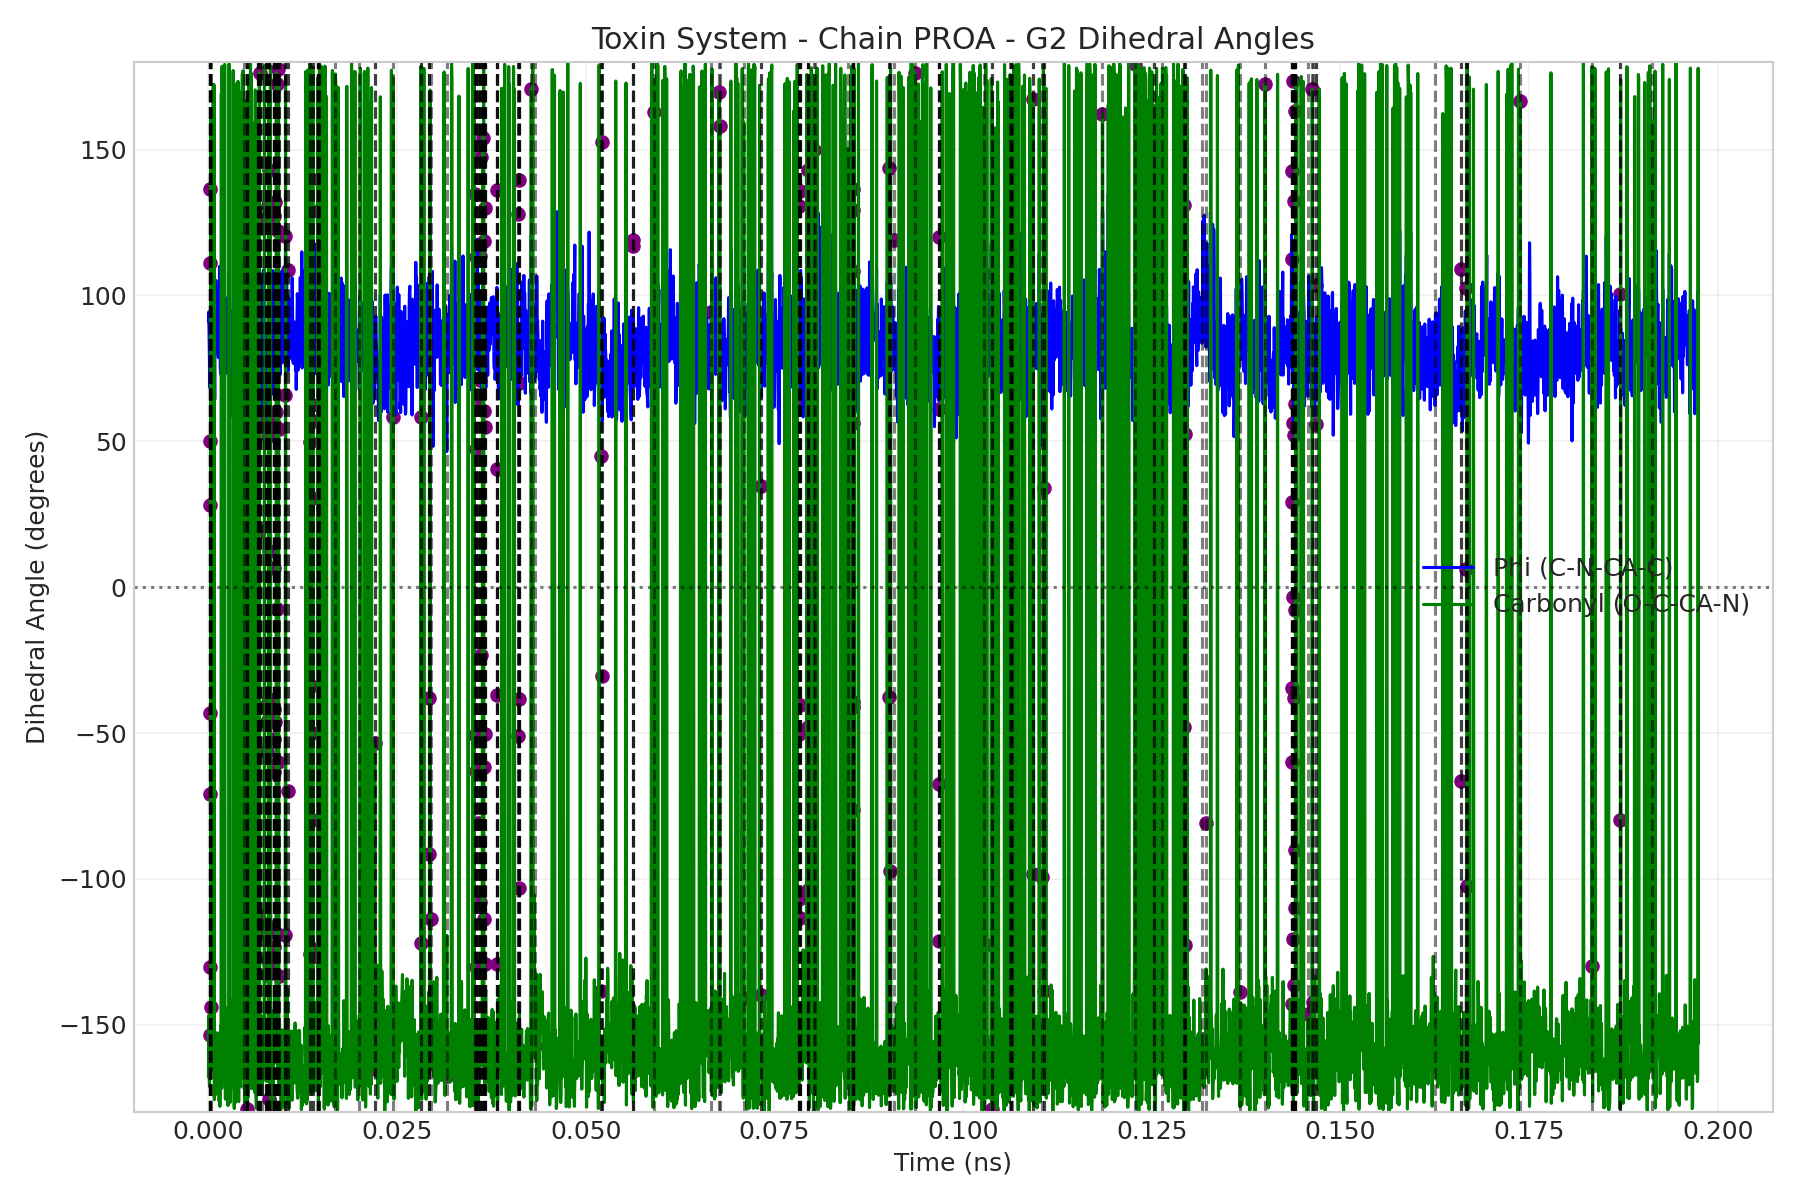 Toxin System - Chain PROA - G2 Dihedral Angles
Dihedral Angle (degrees)
150
100
50
0
−50
−100
−150
Phi (C-N-CA-C)
Carbonyl (O-C-CA-N)
0.000 0.025 0.050 0.075 0.100 0.125 0.150 0.175 0.200
Time (ns)